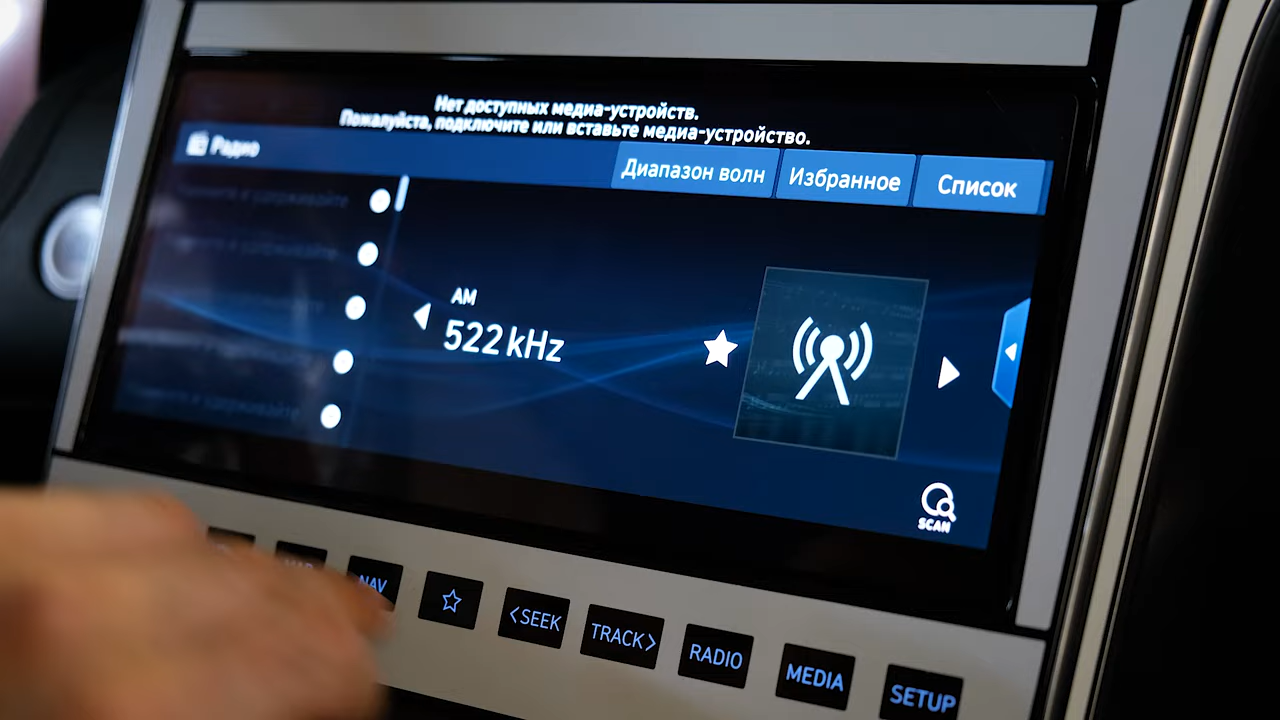 Нет доступных медиа-устройств.
Пожалуйста, подключите или вставьте медиа-устройство.
Радио
Диапазон волн
Избранное
Список
AM
522 kHz
SCAN
NAV
<SEEK
TRACK>
RADIO
MEDIA
SETUP